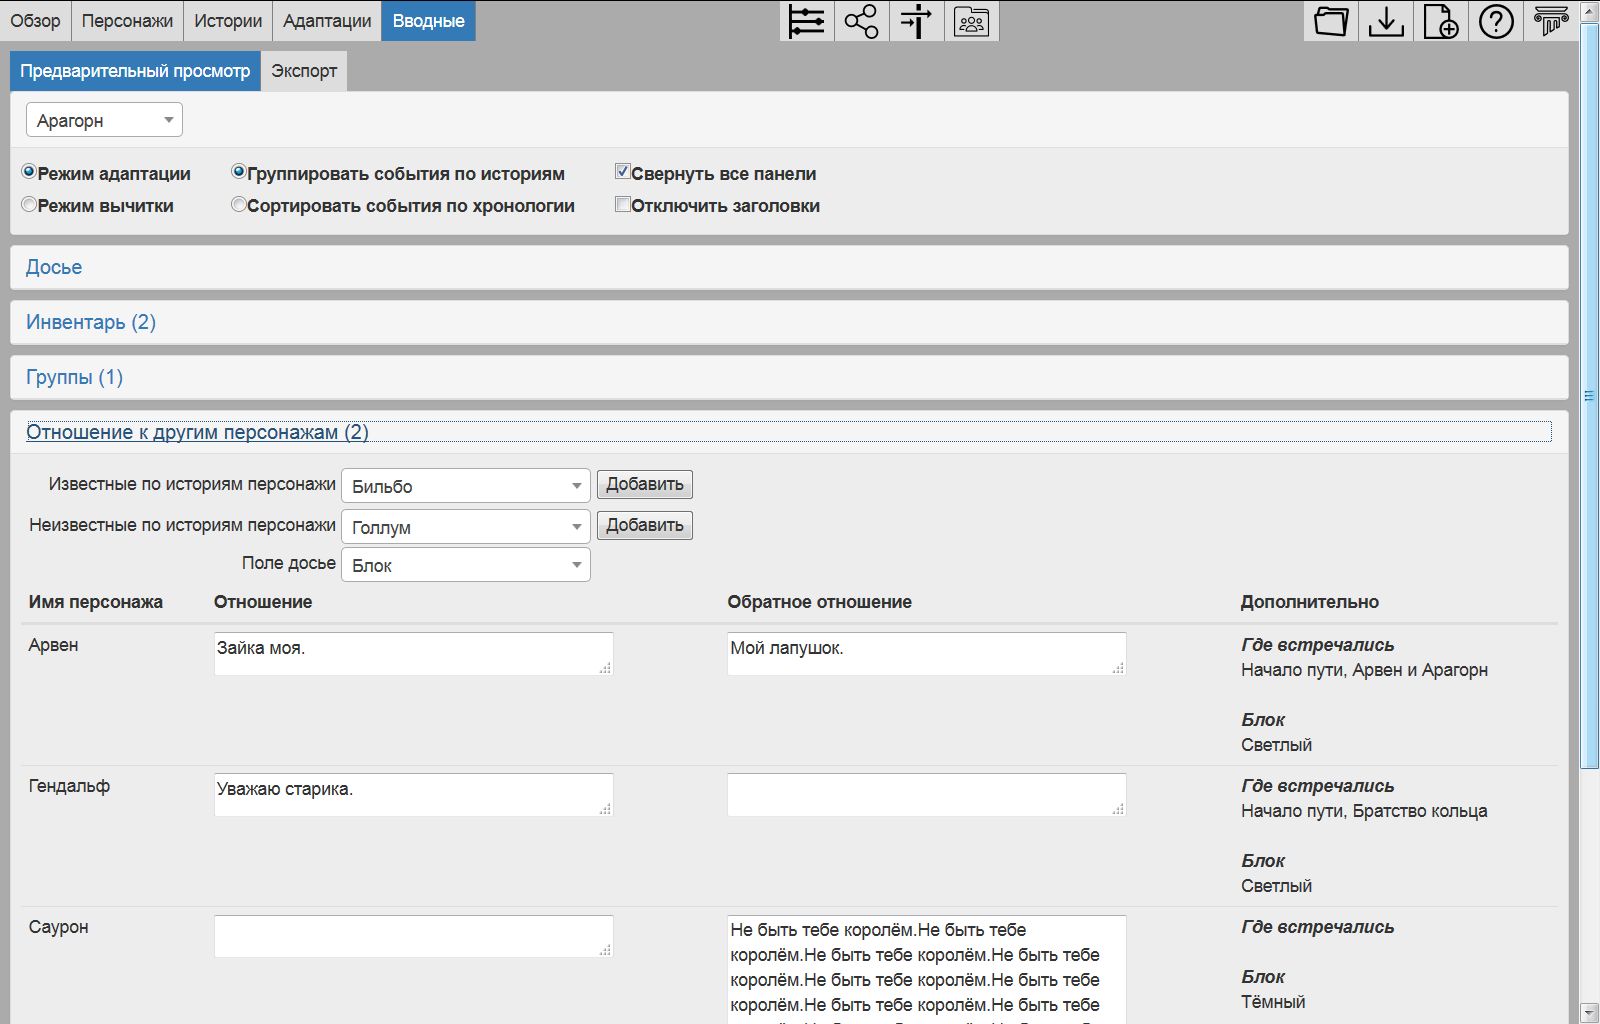 Обзор Персонажи Истории Адаптации Вводные
Предварительный просмотр Экспорт
Арагорн
Режим адаптации Группировать события по историям Свернуть все панели
Режим вычитки Сортировать события по хронологии Отключить заголовки
Досье
Инвентарь (2)
Группы (1)
Отношение к другим персонажам (2)
Известные по историям персонажи Бильбо Добавить
Неизвестные по историям персонажи Голлум Добавить
Поле досье Блок
Имя персонажа Отношение Обратное отношение Дополнительно
Арвен Зайка моя. Мой лапушок. Где встречались
Начало пути, Арвен и Арагорн
Блок
Светлый
Гендальф Уважаю старика. Где встречались
Начало пути, Братство кольца
Блок
Светлый
Саурон Не быть тебе королём.Не быть тебе Где встречались
королём.Не быть тебе королём.Не быть тебе
королём.Не быть тебе королём.Не быть тебе Блок
королём.Не быть тебе королём.Не быть тебе Тёмный